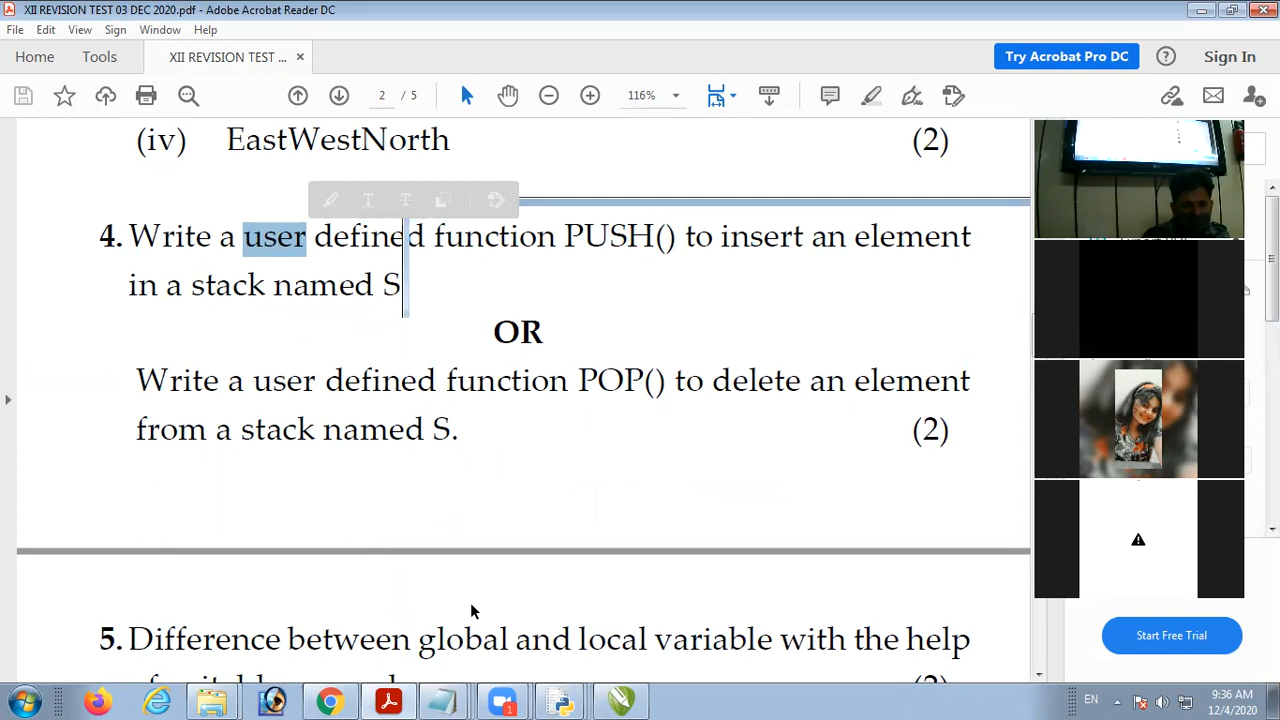 XII REVISION TEST 03 DEC 2020.pdf - Adobe Acrobat Reader DC
File Edit View Sign Window Help
Home Tools XII REVISION TEST ... × Try Acrobat Pro DC Sign In
2 / 5 116%
(iv) EastWestNorth (2)
4. Write a user defined function PUSH() to insert an element
in a stack named S
OR
Write a user defined function POP() to delete an element
from a stack named S. (2)
5. Difference between global and local variable with the help
(2)
Start Free Trial
EN 9:36 AM
12/4/2020